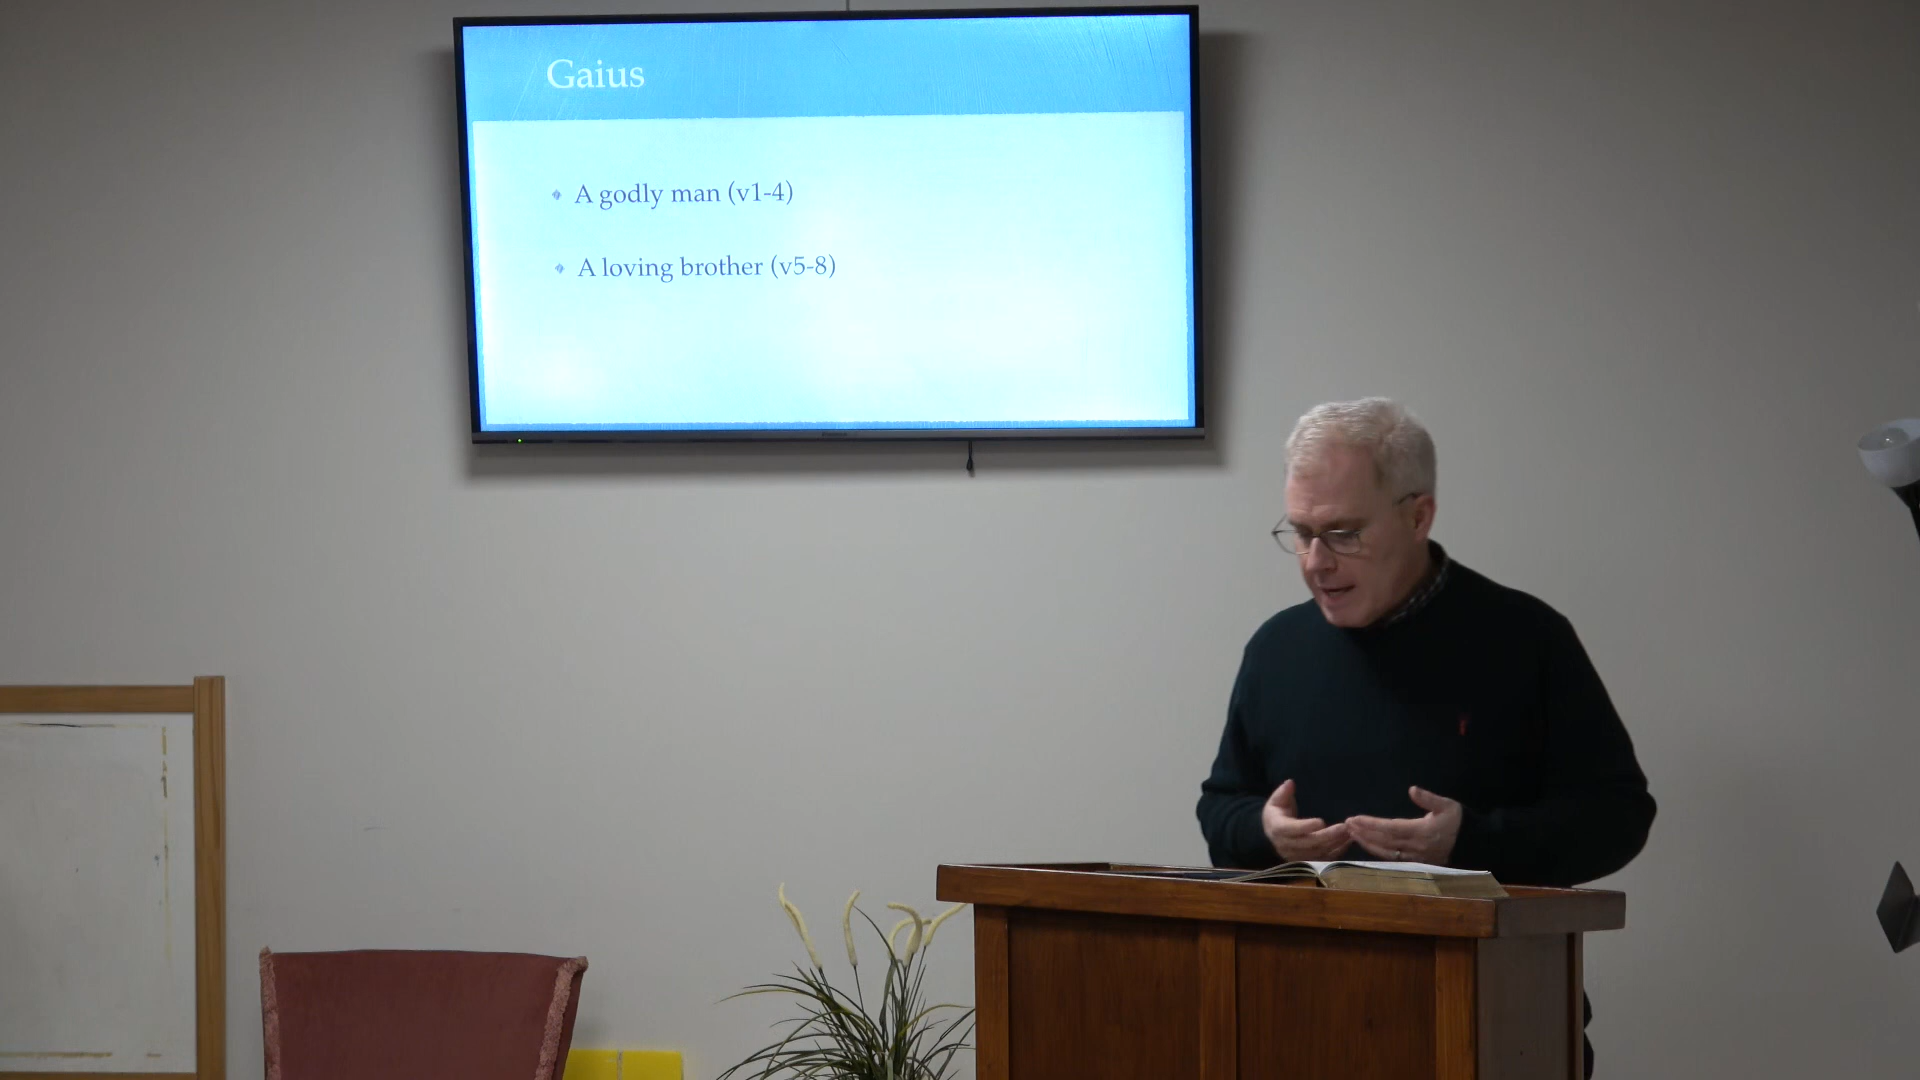 Gaius
A godly man (v1-4)
A loving brother (v5-8)